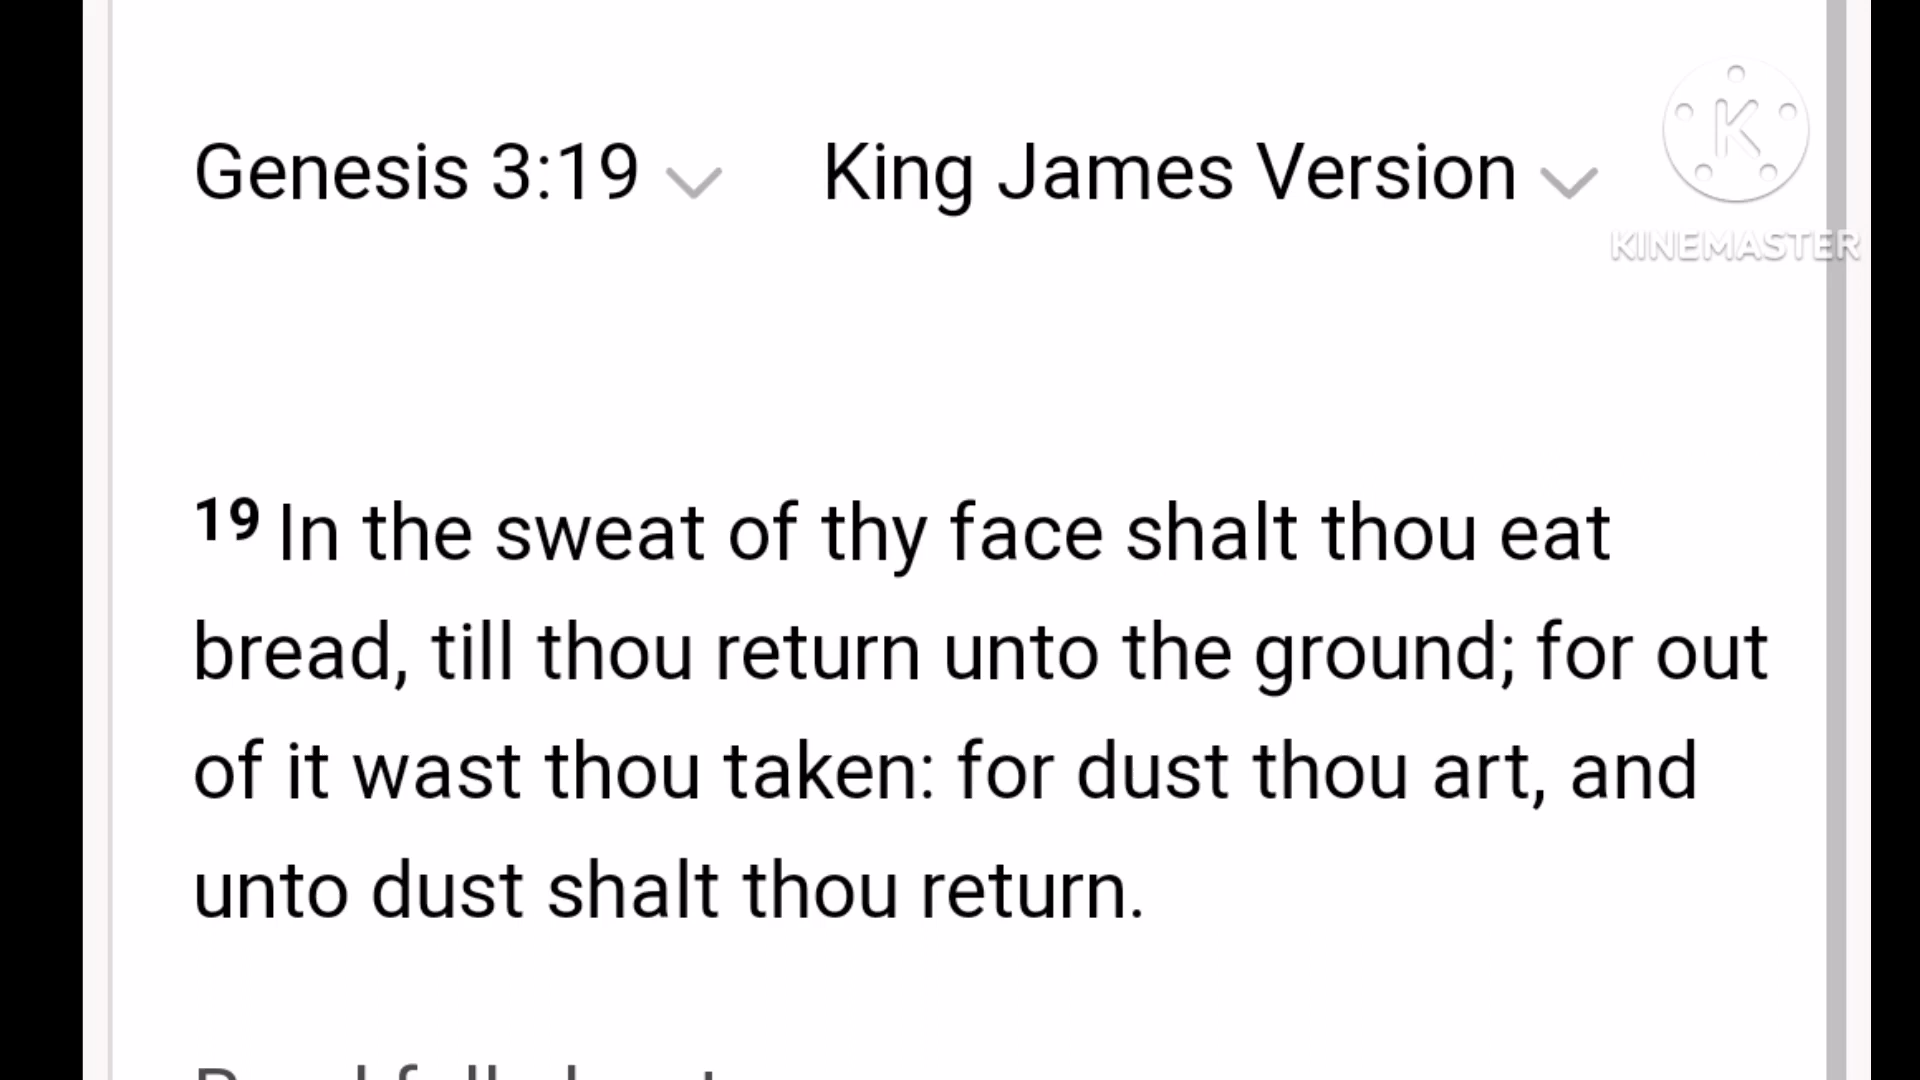 Genesis 3:19 King James Version
K
KINEMASTER
19 In the sweat of thy face shalt thou eat
bread, till thou return unto the ground; for out
of it wast thou taken: for dust thou art, and
unto dust shalt thou return.